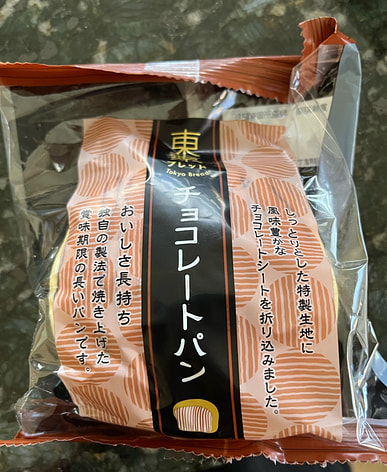 東京
ブレッド
Tokyo Bread
チョコレートパン
しっとりとした特製生地に
風味豊かな
チョコレートシートを折り込みました。
おいしさ長持ち
独自の製法で焼き上げた
賞味期限の長いパンです。